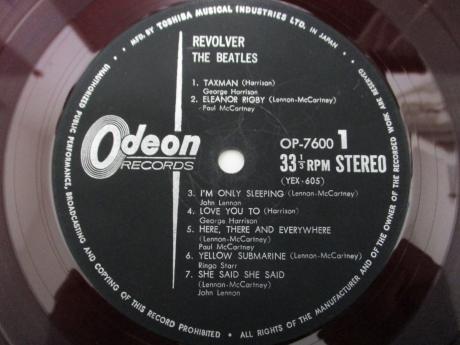 • MFD. BY TOSHIBA MUSICAL INDUSTRIES LTD. IN JAPAN •
REVOLVER
THE BEATLES
1. TAXMAN (Harrison)
George Harrison
2. ELEANOR RIGBY (Lennon-McCartney)
Paul McCartney
Odeon
RECORDS
OP-7600 1
33 1/3 RPM STEREO
(YEX-605)
3. I'M ONLY SLEEPING (Lennon-McCartney)
John Lennon
4. LOVE YOU TO (Harrison)
George Harrison
5. HERE, THERE AND EVERYWHERE
(Lennon-McCartney)
Paul McCartney
6. YELLOW SUBMARINE (Lennon-McCartney)
Ringo Starr
7. SHE SAID SHE SAID
(Lennon-McCartney)
John Lennon
UNAUTHORIZED PUBLIC PERFORMANCE, BROADCASTING AND COPYING OF THIS RECORD PROHIBITED • ALL RIGHTS OF THE MANUFACTURER AND OF THE OWNER OF THE RECORDED WORK ARE RESERVED